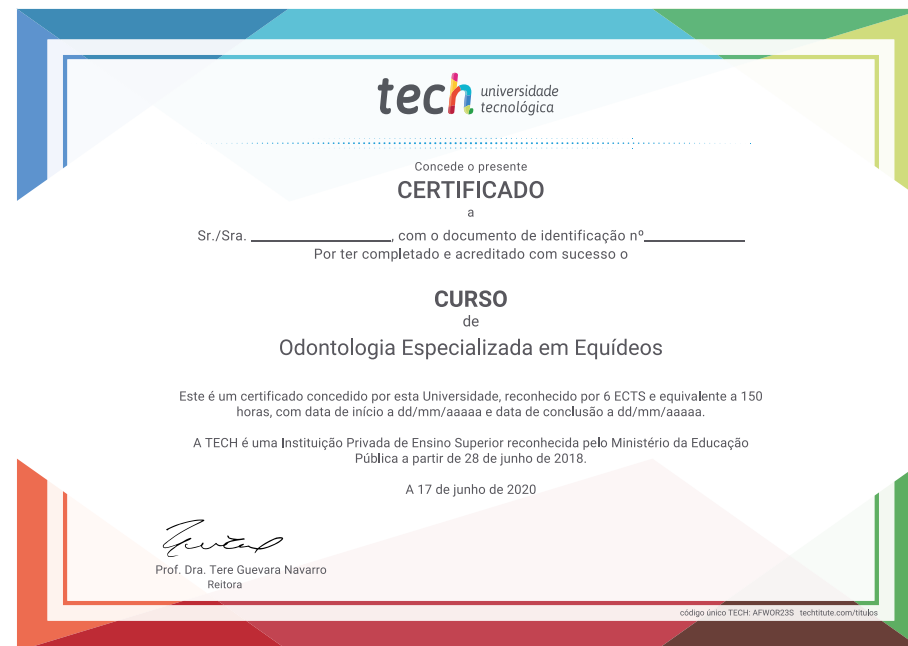 tech universidade
tecnológica
Concede o presente
CERTIFICADO
a
Sr./Sra. ________________, com o documento de identificação nº____________
Por ter completado e acreditado com sucesso o
CURSO
de
Odontologia Especializada em Equídeos
Este é um certificado concedido por esta Universidade, reconhecido por 6 ECTS e equivalente a 150
horas, com data de início a dd/mm/aaaaa e data de conclusão a dd/mm/aaaaa.
A TECH é uma Instituição Privada de Ensino Superior reconhecida pelo Ministério da Educação
Pública a partir de 28 de junho de 2018.
A 17 de junho de 2020
Prof. Dra. Tere Guevara Navarro
Reitora
código único TECH: AFWOR23S techtitute.com/titulos